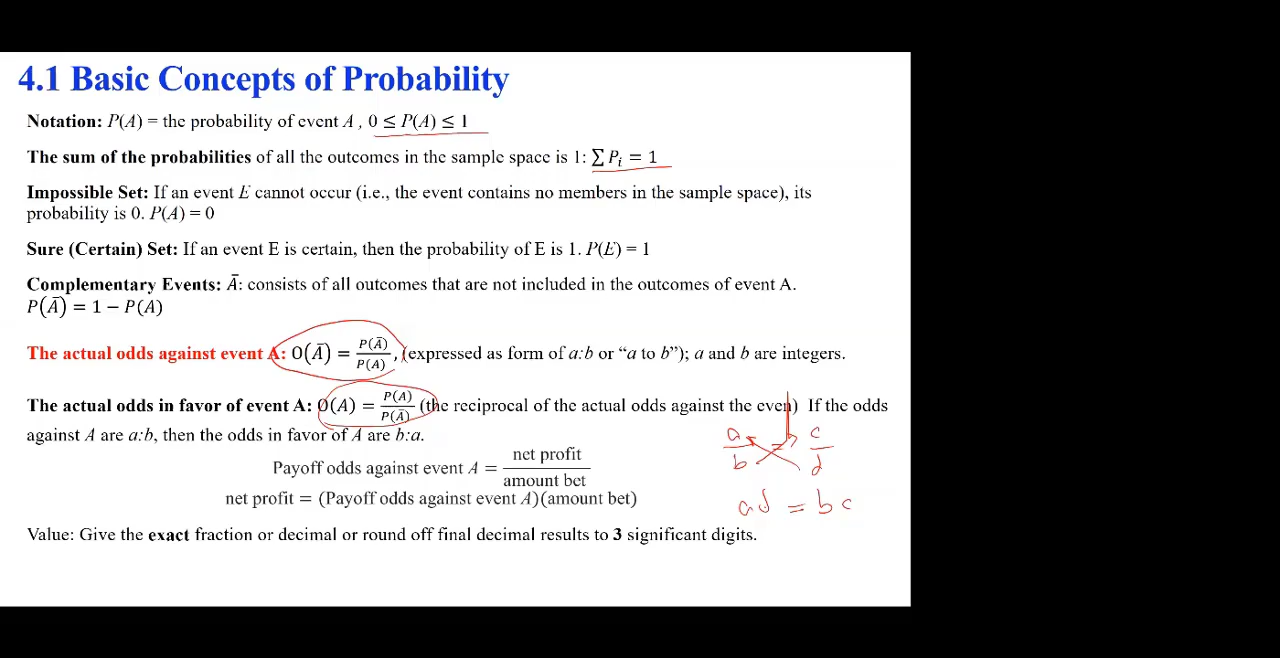 4.1 Basic Concepts of Probability
Notation: P(A) = the probability of event A , 0 ≤ P(A) ≤ 1
The sum of the probabilities of all the outcomes in the sample space is 1: ∑ Pᵢ = 1
Impossible Set: If an event E cannot occur (i.e., the event contains no members in the sample space), its
probability is 0. P(A) = 0
Sure (Certain) Set: If an event E is certain, then the probability of E is 1. P(E) = 1
Complementary Events: Ā: consists of all outcomes that are not included in the outcomes of event A.
P(Ā) = 1 − P(A)
The actual odds against event A: O(Ā) = P(Ā)/P(A), (expressed as form of a:b or “a to b”); a and b are integers.
The actual odds in favor of event A: O(A) = P(A)/P(Ā) (the reciprocal of the actual odds against the even) If the odds
against A are a:b, then the odds in favor of A are b:a.
a/b = c/d
Payoff odds against event A = net profit/amount bet
net profit = (Payoff odds against event A)(amount bet)
ad = bc
Value: Give the exact fraction or decimal or round off final decimal results to 3 significant digits.